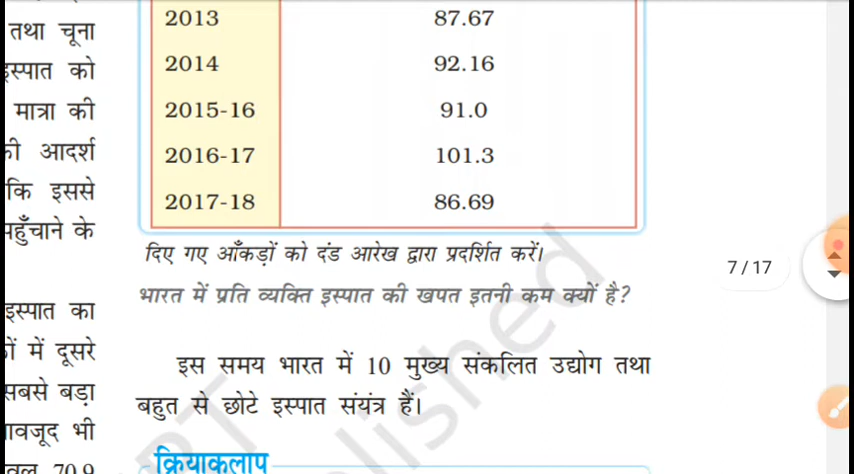 तथा चूना
इस्पात को
मात्रा की
की आदर्श
कि इससे
पहुँचाने के
इस्पात का
में दूसरे
सबसे बड़ा
बावजूद भी
70.9
2013 87.67
2014 92.16
2015-16 91.0
2016-17 101.3
2017-18 86.69
दिए गए आँकड़ों को दंड आरेख द्वारा प्रदर्शित करें।
भारत में प्रति व्यक्ति इस्पात की खपत इतनी कम क्यों है?
इस समय भारत में 10 मुख्य संकलित उद्योग तथा
बहुत से छोटे इस्पात संयंत्र हैं।
क्रियाकलाप
7 / 17